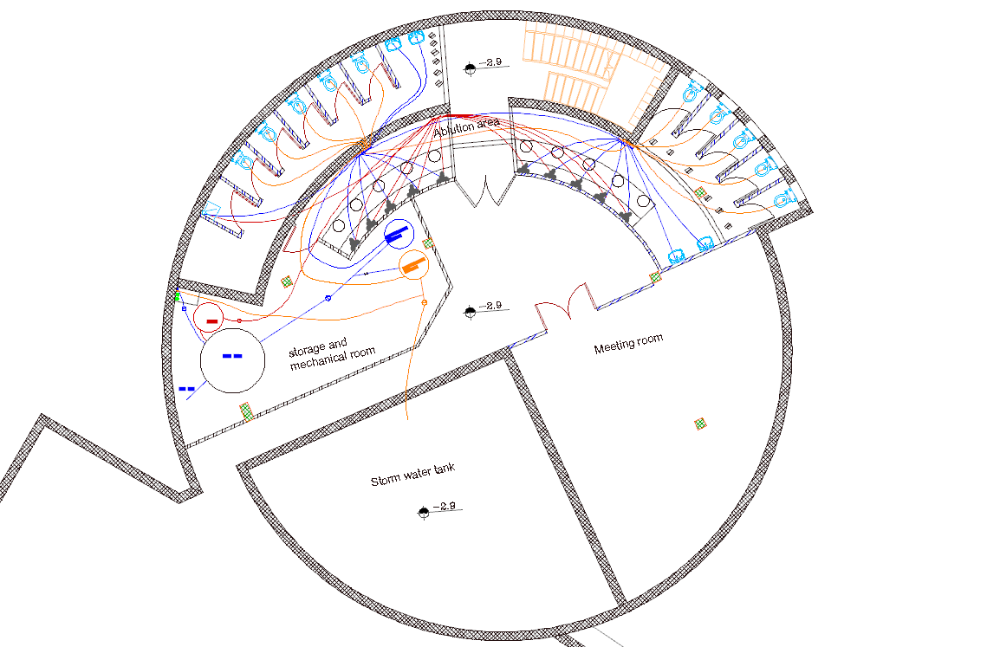 −2.9
Ablution area
−2.9
Meeting room
storage and
mechanical room
Storm water tank
−2.9